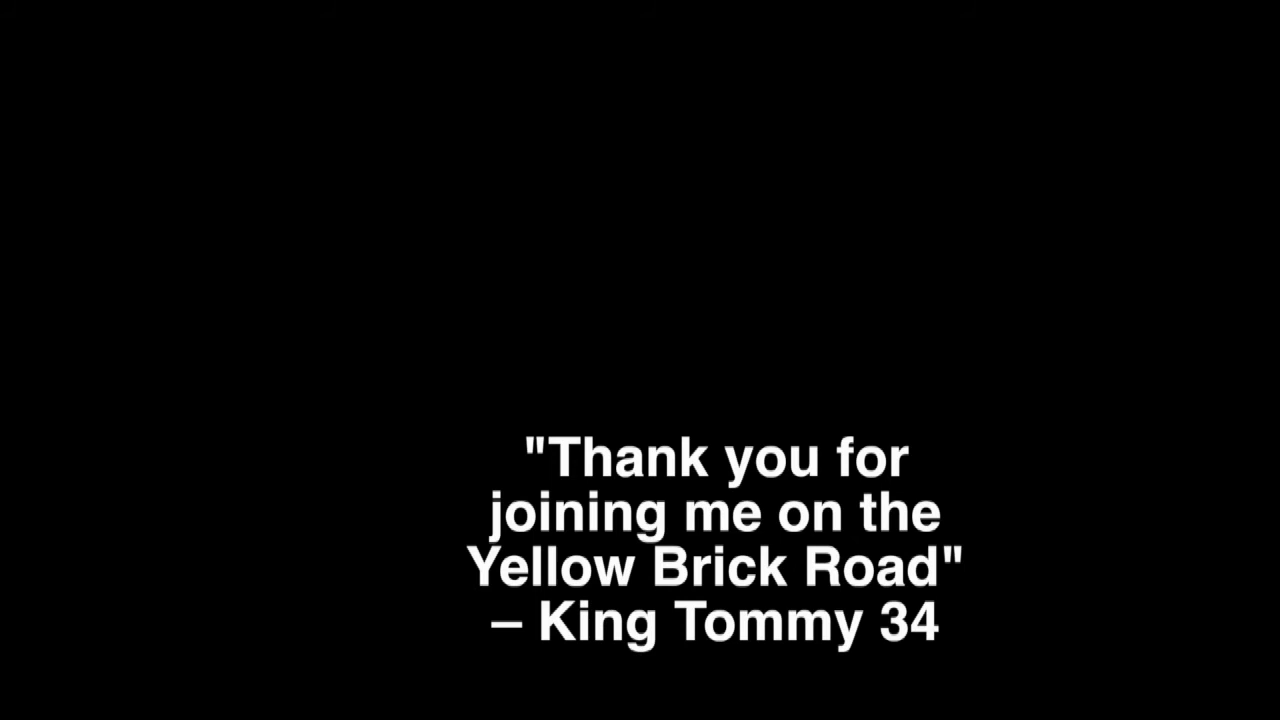 "Thank you for
joining me on the
Yellow Brick Road"
– King Tommy 34